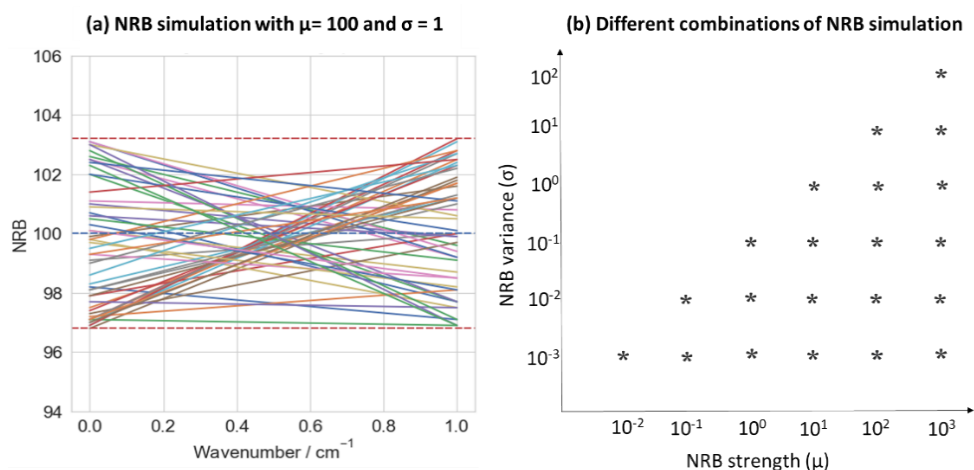 (a) NRB simulation with μ= 100 and σ = 1
106
104
102
100
98
96
94
NRB
0.0 0.2 0.4 0.6 0.8 1.0
Wavenumber / cm⁻¹
(b) Different combinations of NRB simulation
10²
10¹
10⁰
10⁻¹
10⁻²
10⁻³
NRB variance (σ)
* * * * * * * * * * * * * * * * * * * * *
10⁻² 10⁻¹ 10⁰ 10¹ 10² 10³
NRB strength (μ)